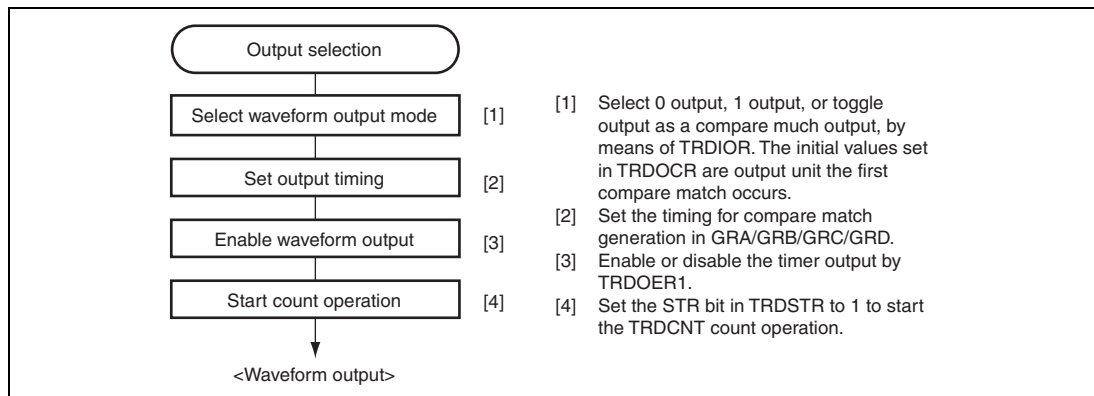 Output selection
Select waveform output mode [1]
Set output timing [2]
Enable waveform output [3]
Start count operation [4]
<Waveform output>
[1] Select 0 output, 1 output, or toggle
output as a compare much output, by
means of TRDIOR. The initial values set
in TRDOCR are output unit the first
compare match occurs.
[2] Set the timing for compare match
generation in GRA/GRB/GRC/GRD.
[3] Enable or disable the timer output by
TRDOER1.
[4] Set the STR bit in TRDSTR to 1 to start
the TRDCNT count operation.